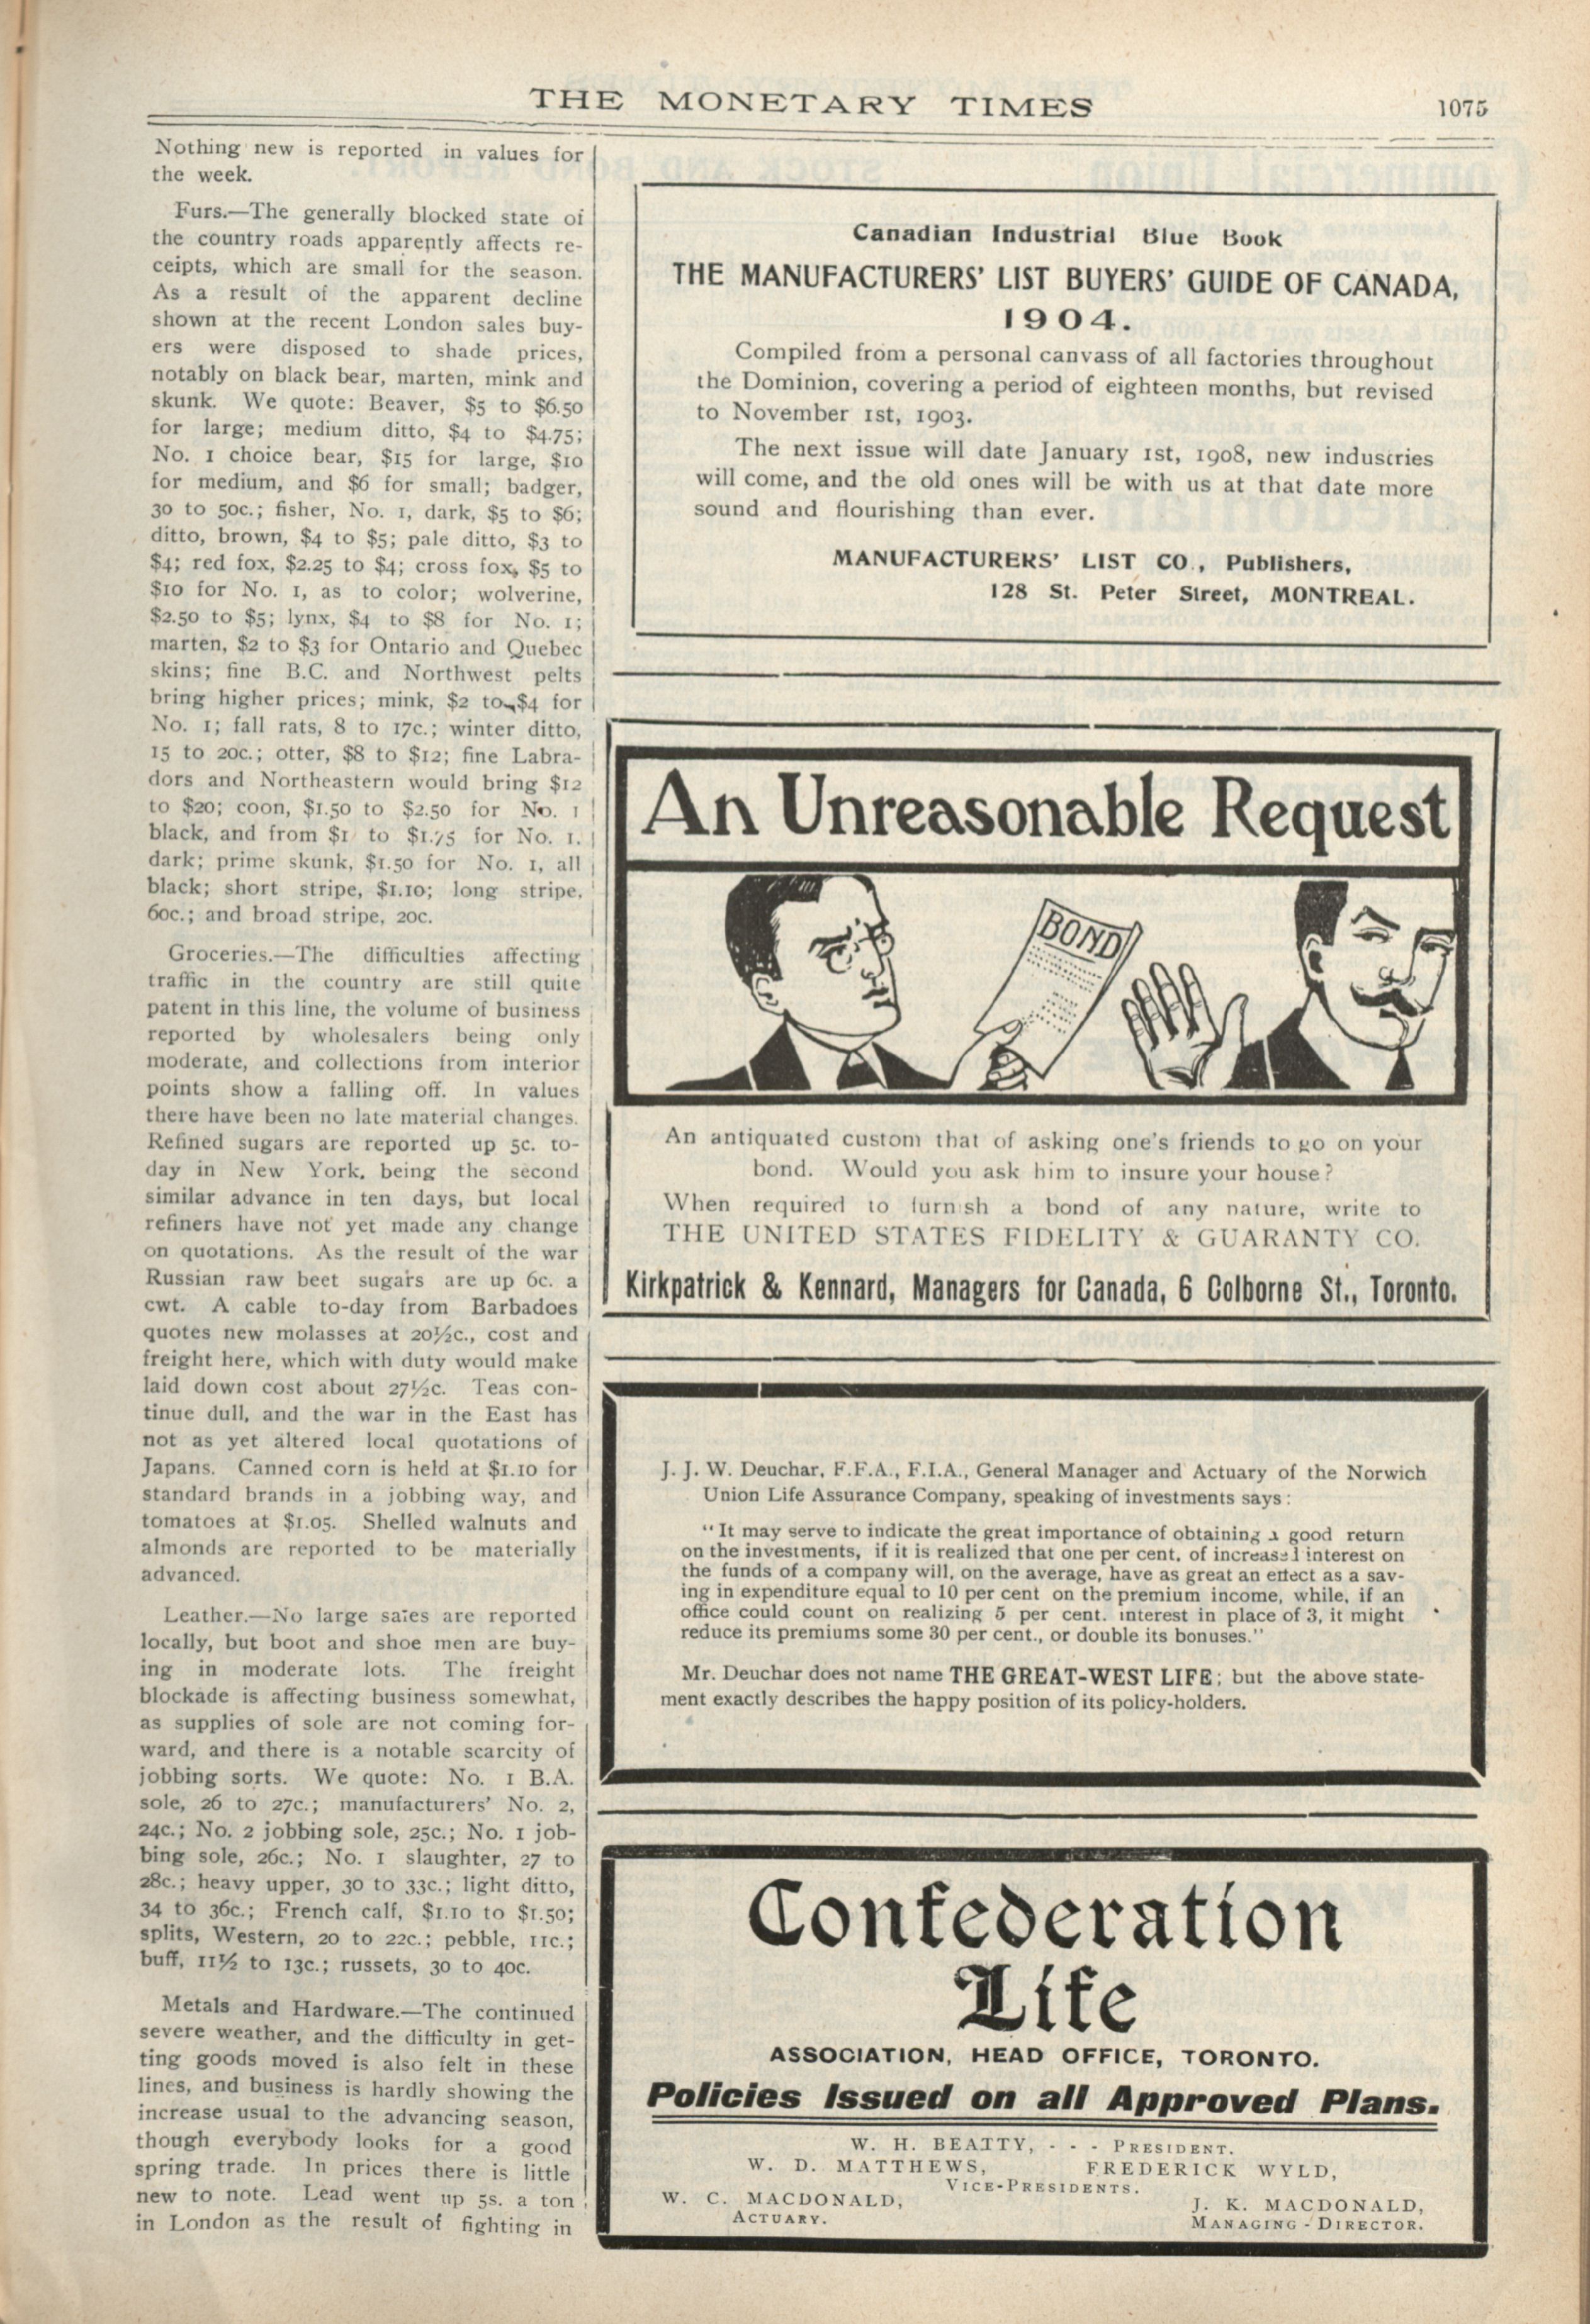 THE MONETARY TIMES
1075
Nothing new is reported in values for
the week.
Furs.—The generally blocked state of
the country roads apparently affects re-
ceipts, which are small for the season.
As a result of the apparent decline
shown at the recent London sales buy-
ers were disposed to shade prices,
notably on black bear, marten, mink and
skunk. We quote: Beaver, $5 to $6.50
for large; medium ditto, $4 to $4.75;
No. 1 choice bear, $15 for large, $10
for medium, and $6 for small; badger,
30 to 50c.; fisher, No. 1, dark, $5 to $6;
ditto, brown, $4 to $5; pale ditto, $3 to
$4; red fox, $2.25 to $4; cross fox, $5 to
$10 for No. 1, as to color; wolverine,
$2.50 to $5; lynx, $4 to $8 for No. 1;
marten, $2 to $3 for Ontario and Quebec
skins; fine B.C. and Northwest pelts
bring higher prices; mink, $2 to $4 for
No. 1; fall rats, 8 to 17c.; winter ditto,
15 to 20c.; otter, $8 to $12; fine Labra-
dors and Northeastern would bring $12
to $20; coon, $1.50 to $2.50 for No. 1
black, and from $1 to $1.75 for No. 1.
dark; prime skunk, $1.50 for No. 1, all
black; short stripe, $1.10; long stripe,
60c.; and broad stripe, 20c.
Groceries.—The difficulties affecting
traffic in the country are still quite
patent in this line, the volume of business
reported by wholesalers being only
moderate, and collections from interior
points show a falling off. In values
there have been no late material changes.
Refined sugars are reported up 5c. to-
day in New York, being the second
similar advance in ten days, but local
refiners have not yet made any change
on quotations. As the result of the war
Russian raw beet sugars are up 6c. a
cwt. A cable to-day from Barbadoes
quotes new molasses at 20½c., cost and
freight here, which with duty would make
laid down cost about 27½c. Teas con-
tinue dull, and the war in the East has
not as yet altered local quotations of
Japans. Canned corn is held at $1.10 for
standard brands in a jobbing way, and
tomatoes at $1.05. Shelled walnuts and
almonds are reported to be materially
advanced.
Leather.—No large sales are reported
locally, but boot and shoe men are buy-
ing in moderate lots. The freight
blockade is affecting business somewhat,
as supplies of sole are not coming for-
ward, and there is a notable scarcity of
jobbing sorts. We quote: No. 1 B.A.
sole, 26 to 27c.; manufacturers' No. 2,
24c.; No. 2 jobbing sole, 25c.; No. 1 job-
bing sole, 26c.; No. 1 slaughter, 27 to
28c.; heavy upper, 30 to 33c.; light ditto,
34 to 36c.; French calf, $1.10 to $1.50;
splits, Western, 20 to 22c.; pebble, 11c.;
buff, 11½ to 13c.; russets, 30 to 40c.
Metals and Hardware.—The continued
severe weather, and the difficulty in get-
ting goods moved is also felt in these
lines, and business is hardly showing the
increase usual to the advancing season,
though everybody looks for a good
spring trade. In prices there is little
new to note. Lead went up 5s. a ton
in London as the result of fighting in
Canadian Industrial Blue Book
THE MANUFACTURERS' LIST BUYERS' GUIDE OF CANADA,
1904.
Compiled from a personal canvass of all factories throughout
the Dominion, covering a period of eighteen months, but revised
to November 1st, 1903.
The next issue will date January 1st, 1908, new industries
will come, and the old ones will be with us at that date more
sound and flourishing than ever.
MANUFACTURERS' LIST CO., Publishers,
128 St. Peter Street, MONTREAL.
An Unreasonable Request
BOND
An antiquated custom that of asking one's friends to go on your
bond. Would you ask him to insure your house?
When required to furnish a bond of any nature, write to
THE UNITED STATES FIDELITY & GUARANTY CO.
Kirkpatrick & Kennard, Managers for Canada, 6 Colborne St., Toronto.
J. J. W. Deuchar, F.F.A., F.I.A., General Manager and Actuary of the Norwich
Union Life Assurance Company, speaking of investments says:
"It may serve to indicate the great importance of obtaining a good return
on the investments, if it is realized that one per cent. of increased interest on
the funds of a company will, on the average, have as great an effect as a sav-
ing in expenditure equal to 10 per cent on the premium income, while, if an
office could count on realizing 5 per cent. interest in place of 3, it might
reduce its premiums some 30 per cent., or double its bonuses."
Mr. Deuchar does not name THE GREAT-WEST LIFE; but the above state-
ment exactly describes the happy position of its policy-holders.
Confederation
Life
ASSOCIATION, HEAD OFFICE, TORONTO.
Policies Issued on all Approved Plans.
W. H. BEATTY, - - - PRESIDENT.
W. D. MATTHEWS, FREDERICK WYLD,
VICE-PRESIDENTS.
W. C. MACDONALD, J. K. MACDONALD,
ACTUARY. MANAGING-DIRECTOR.